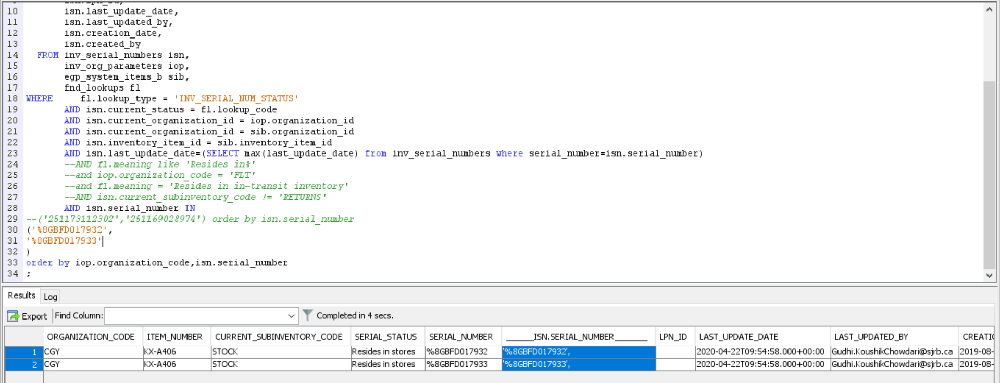 10 isn.last_update_date,
11 isn.last_updated_by,
12 isn.creation_date,
13 isn.created_by
14 FROM inv_serial_numbers isn,
15 inv_org_parameters iop,
16 egp_system_items_b sib,
17 fnd_lookups fl
18 WHERE fl.lookup_type = 'INV_SERIAL_NUM_STATUS'
19 AND isn.current_status = fl.lookup_code
20 AND isn.current_organization_id = iop.organization_id
21 AND isn.current_organization_id = sib.organization_id
22 AND isn.inventory_item_id = sib.inventory_item_id
23 AND isn.last_update_date=(SELECT max(last_update_date) from inv_serial_numbers where serial_number=isn.serial_number)
24 --AND fl.meaning like 'Resides in%'
25 --and iop.organization_code = 'FLT'
26 --and fl.meaning = 'Resides in in-transit inventory'
27 --AND isn.current_subinventory_code != 'RETURNS'
28 AND isn.serial_number IN
29 --('251173112302','251169028974') order by isn.serial_number
30 ('%8GBFD017932',
31 '%8GBFD017933'
32 )
33 order by iop.organization_code,isn.serial_number
34 ;
Results Log
Export Find Column: Completed in 4 secs.
ORGANIZATION_CODE ITEM_NUMBER CURRENT_SUBINVENTORY_CODE SERIAL_STATUS SERIAL_NUMBER ______ISN.SERIAL_NUMBER_______ LPN_ID LAST_UPDATE_DATE LAST_UPDATED_BY CREATIO
1 CGY KX-A406 STOCK Resides in stores %8GBFD017932 '%8GBFD017932', 2020-04-22T09:54:58.000+00:00 Gudhi.KoushikChowdari@sjrb.ca 2019-08-
2 CGY KX-A406 STOCK Resides in stores %8GBFD017933 '%8GBFD017933', 2020-04-22T09:54:58.000+00:00 Gudhi.KoushikChowdari@sjrb.ca 2019-08-